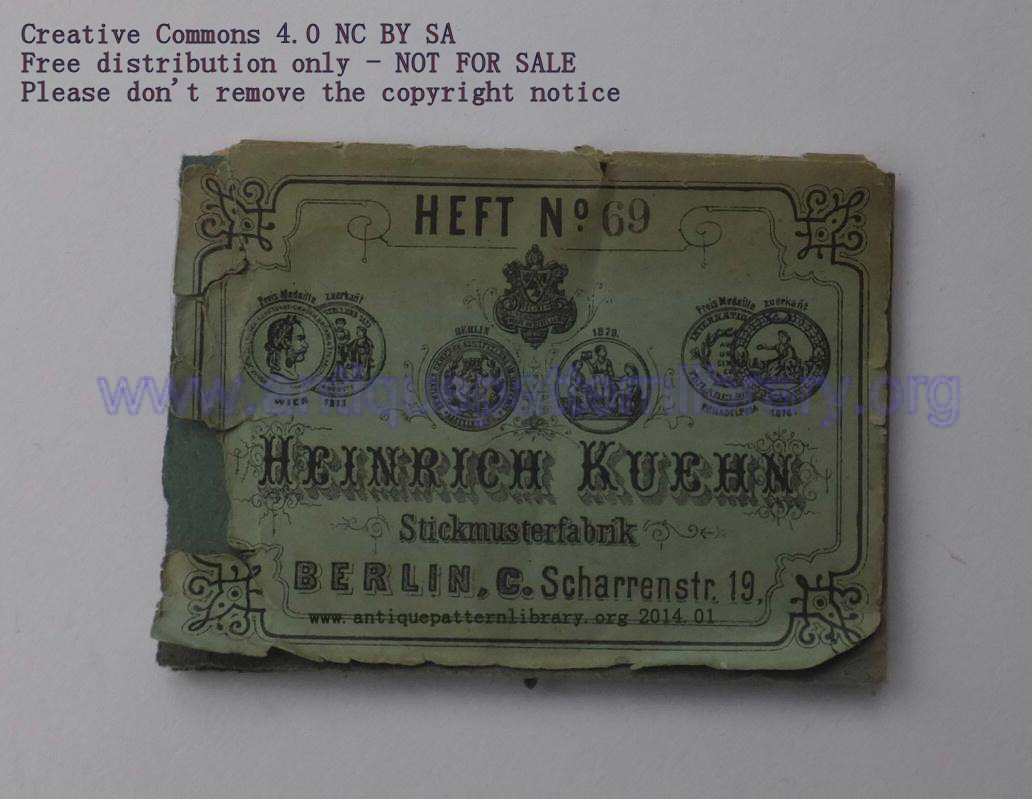 Creative Commons 4.0 NC BY SA
Free distribution only - NOT FOR SALE
Please don't remove the copyright notice
HEFT No 69
Preis Medaille zuerkañt
Preis Medaille zuerkañt
BERLIN 1879.
WIEN 1873
PHILADELPHIA 1876
www.antiquepatternlibrary.org
HEINRICH KUEHN
Stickmusterfabrik
BERLIN, C. Scharrenstr. 19,
www.antiquepatternlibrary.org 2014.01